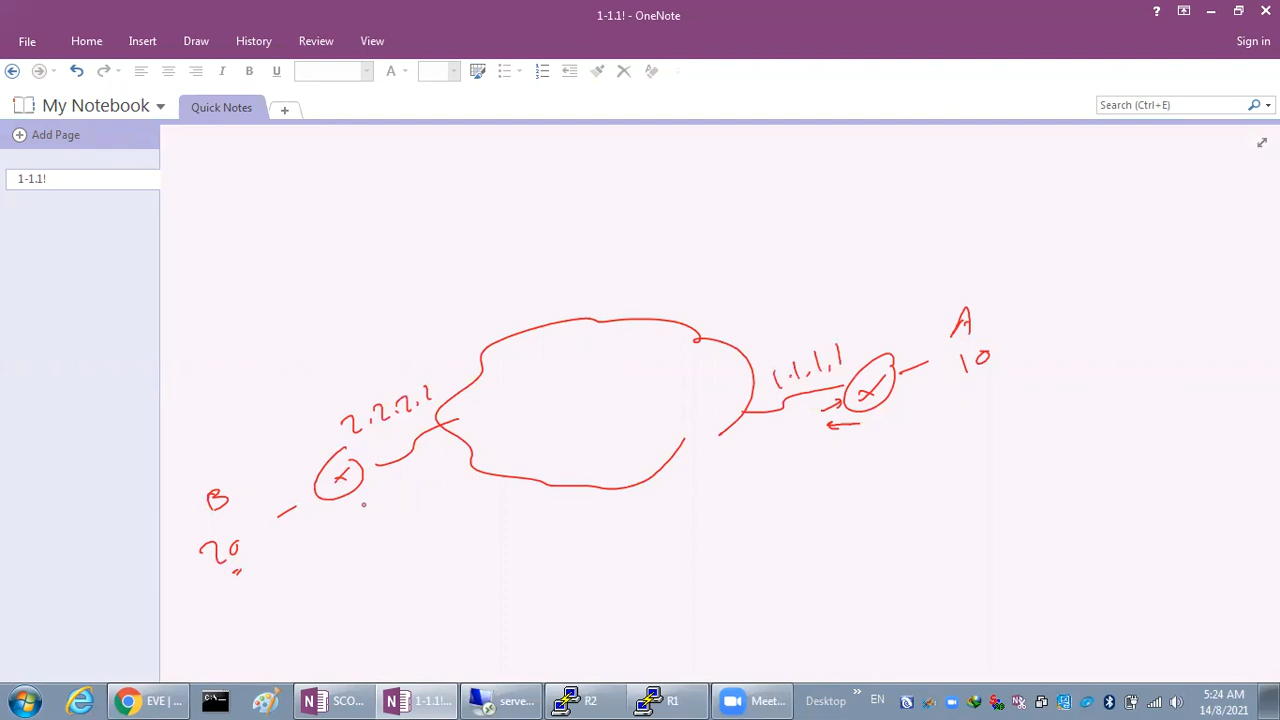 1-1.1! - OneNote
File Home Insert Draw History Review View Sign in
My Notebook Quick Notes Search (Ctrl+E)
Add Page
1-1.1!
A
10
1.1.1.1
2.2.2.2
B
20
EVE |... SCO... 1-1.1!... serve... R2 R1 Meet... Desktop EN
5:24 AM
14/8/2021